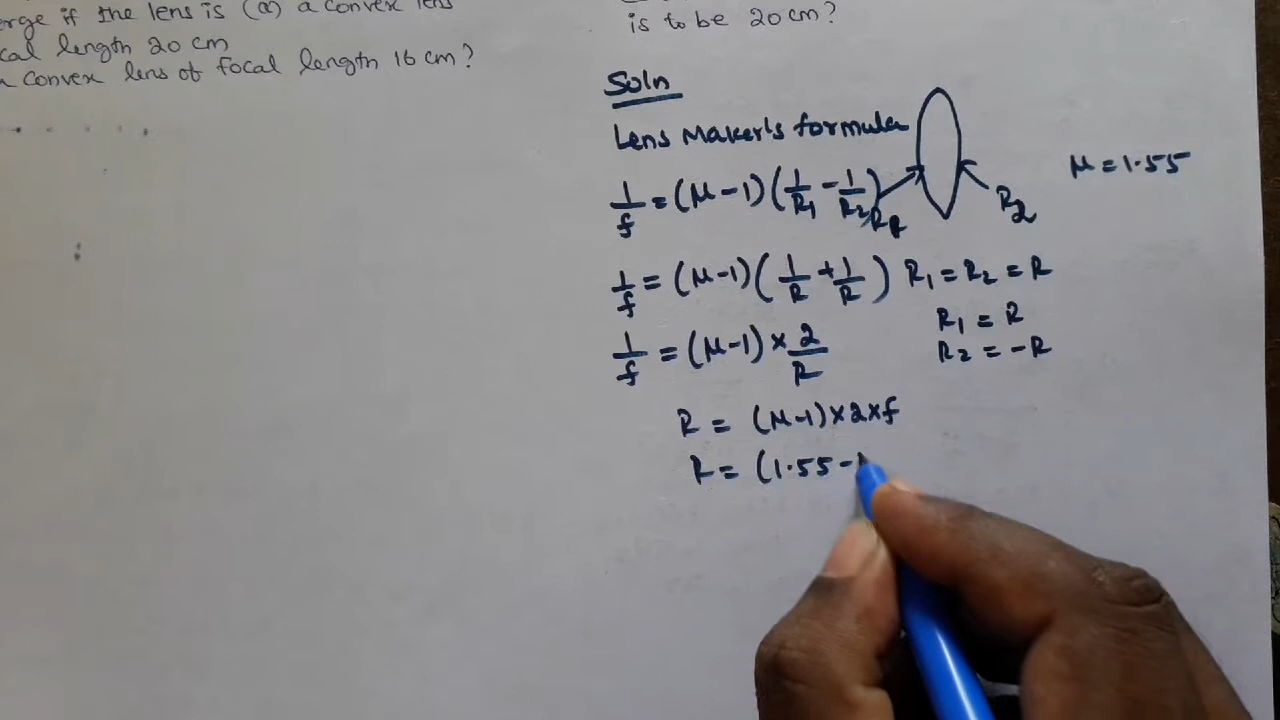 erge if the lens is (a) a convex lens
cal length 20 cm
a convex lens of focal length 16 cm?
is to be 20 cm?
Soln
Lens Maker's formula
1/f = (μ-1)(1/R1 - 1/R2)
R1
R2
μ = 1.55
1/f = (μ-1)(1/R + 1/R) R1 = R2 = R
R1 = R
R2 = -R
1/f = (μ-1) × 2/R
R = (μ-1)×2×f
R = (1.55-1